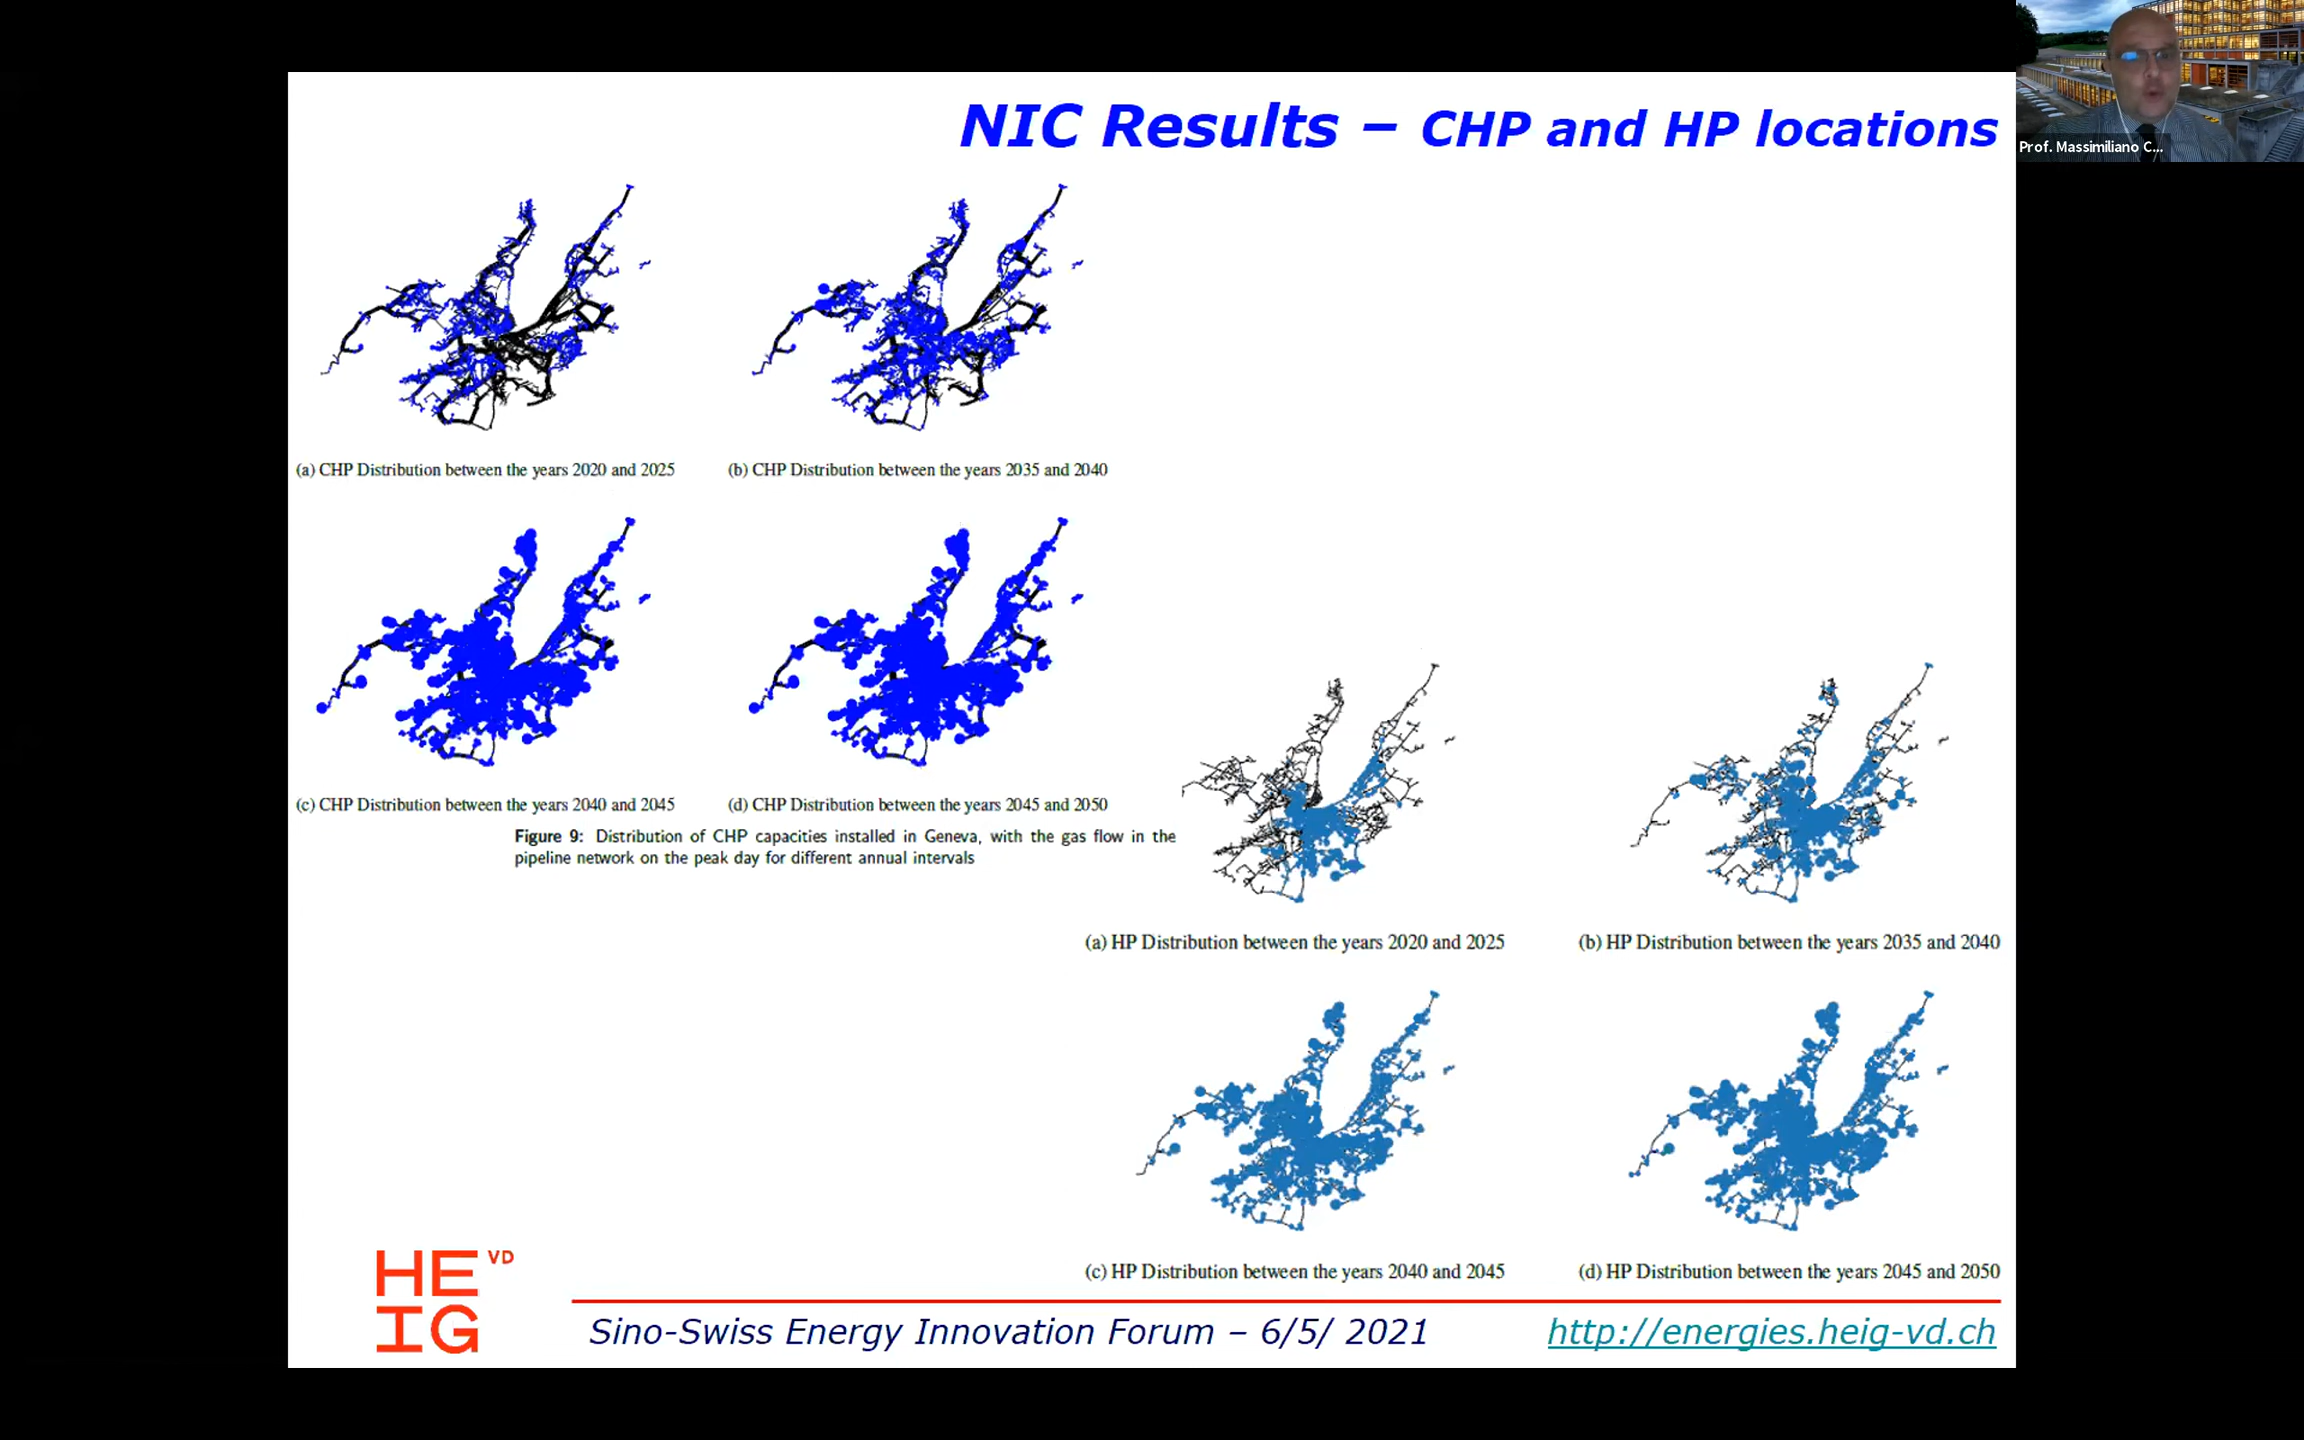 NIC Results – CHP and HP locations
Prof. Massimiliano C...
(a) CHP Distribution between the years 2020 and 2025
(b) CHP Distribution between the years 2035 and 2040
(c) CHP Distribution between the years 2040 and 2045
(d) CHP Distribution between the years 2045 and 2050
Figure 9: Distribution of CHP capacities installed in Geneva, with the gas flow in the
pipeline network on the peak day for different annual intervals
(a) HP Distribution between the years 2020 and 2025
(b) HP Distribution between the years 2035 and 2040
(c) HP Distribution between the years 2040 and 2045
(d) HP Distribution between the years 2045 and 2050
HE VD
IG
Sino-Swiss Energy Innovation Forum – 6/5/ 2021
http://energies.heig-vd.ch